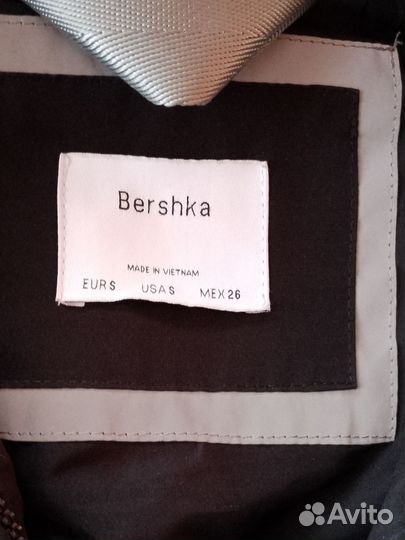 Bershka
MADE IN VIETNAM
EUR S USA S MEX 26
Avito